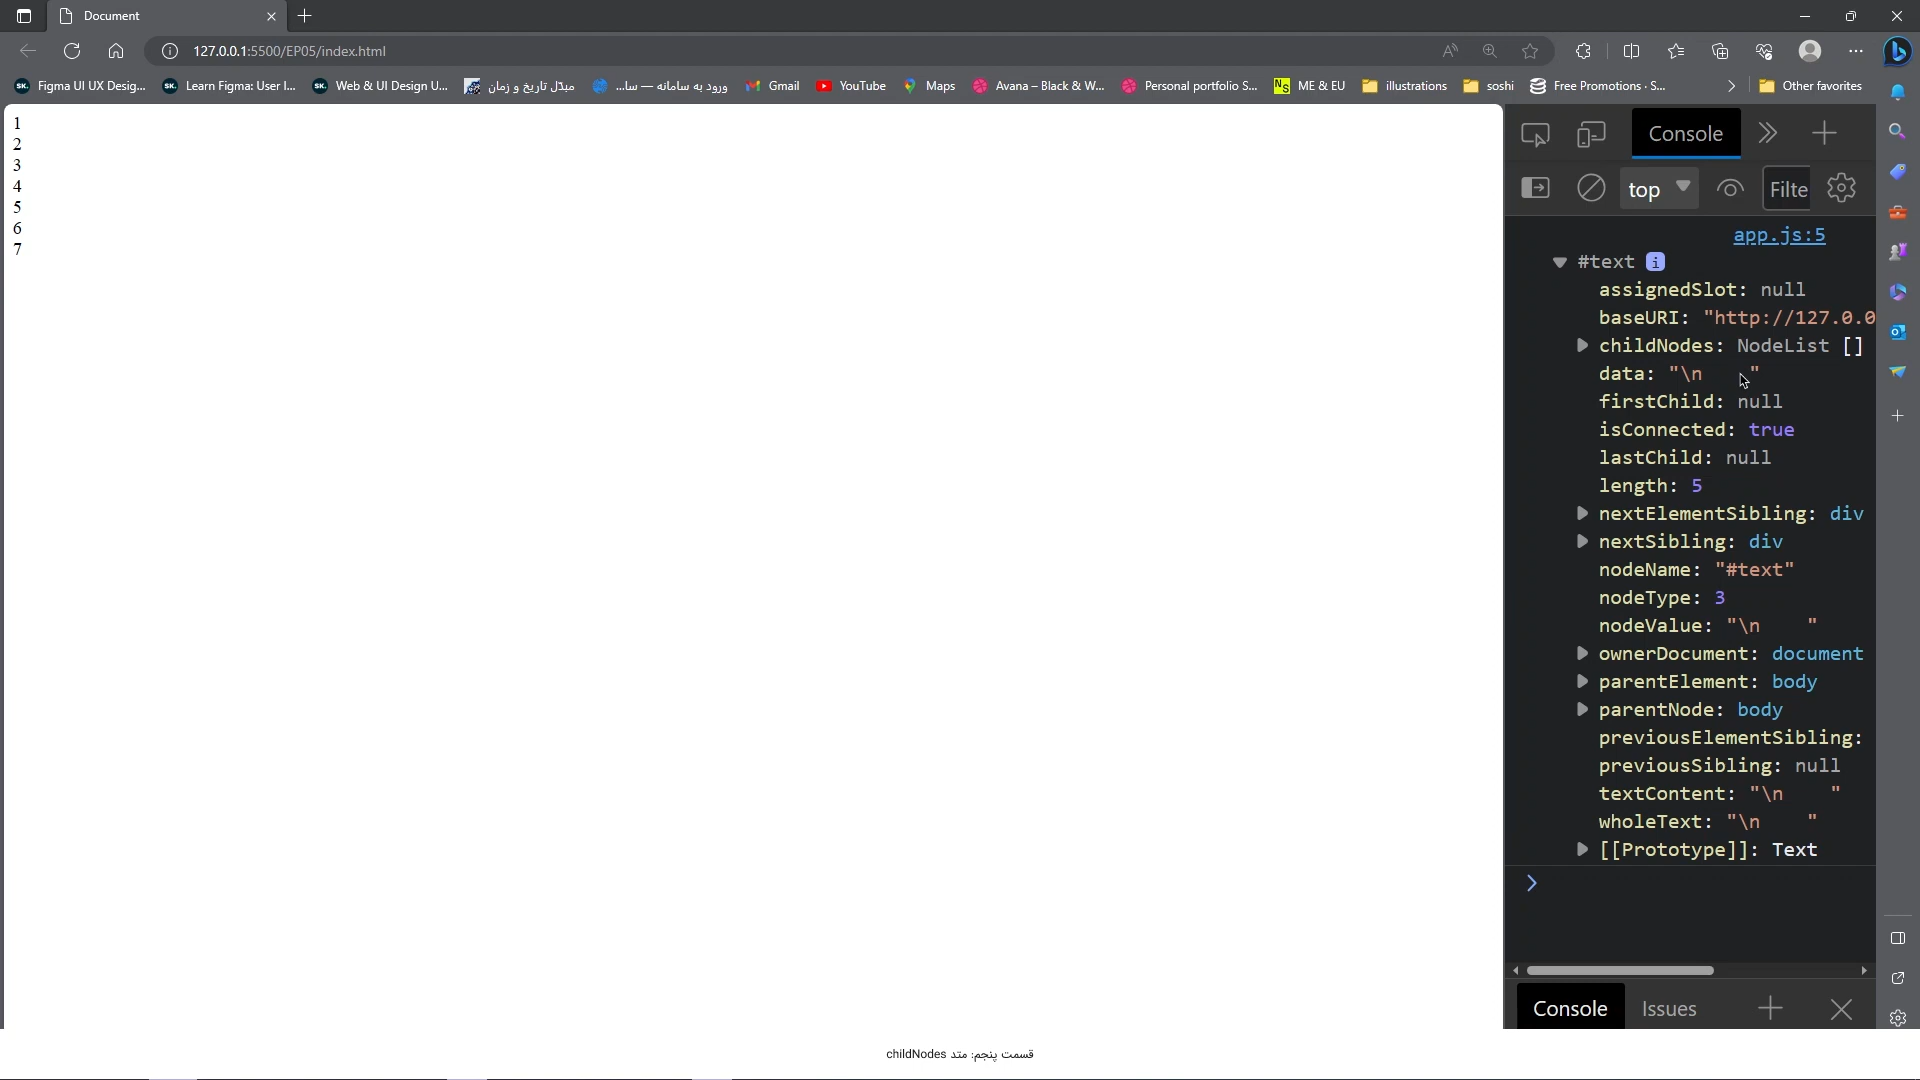 Document
127.0.0.1:5500/EP05/index.html
Figma UI UX Desig...
Learn Figma: User I...
Web & UI Design U...
مبدّل تاریخ و زمان
ورود به سامانه — سا...
Gmail
YouTube
Maps
Avana – Black & W...
Personal portfolio S...
ME & EU
illustrations
soshi
Free Promotions · S...
Other favorites
1
2
3
4
5
6
7
Console
top
Filte
app.js:5
#text i
assignedSlot: null
baseURI: "http://127.0.0
childNodes: NodeList []
data: "\n    "
firstChild: null
isConnected: true
lastChild: null
length: 5
nextElementSibling: div
nextSibling: div
nodeName: "#text"
nodeType: 3
nodeValue: "\n    "
ownerDocument: document
parentElement: body
parentNode: body
previousElementSibling:
previousSibling: null
textContent: "\n    "
wholeText: "\n    "
[[Prototype]]: Text
Console
Issues
قسمت پنجم: متد childNodes